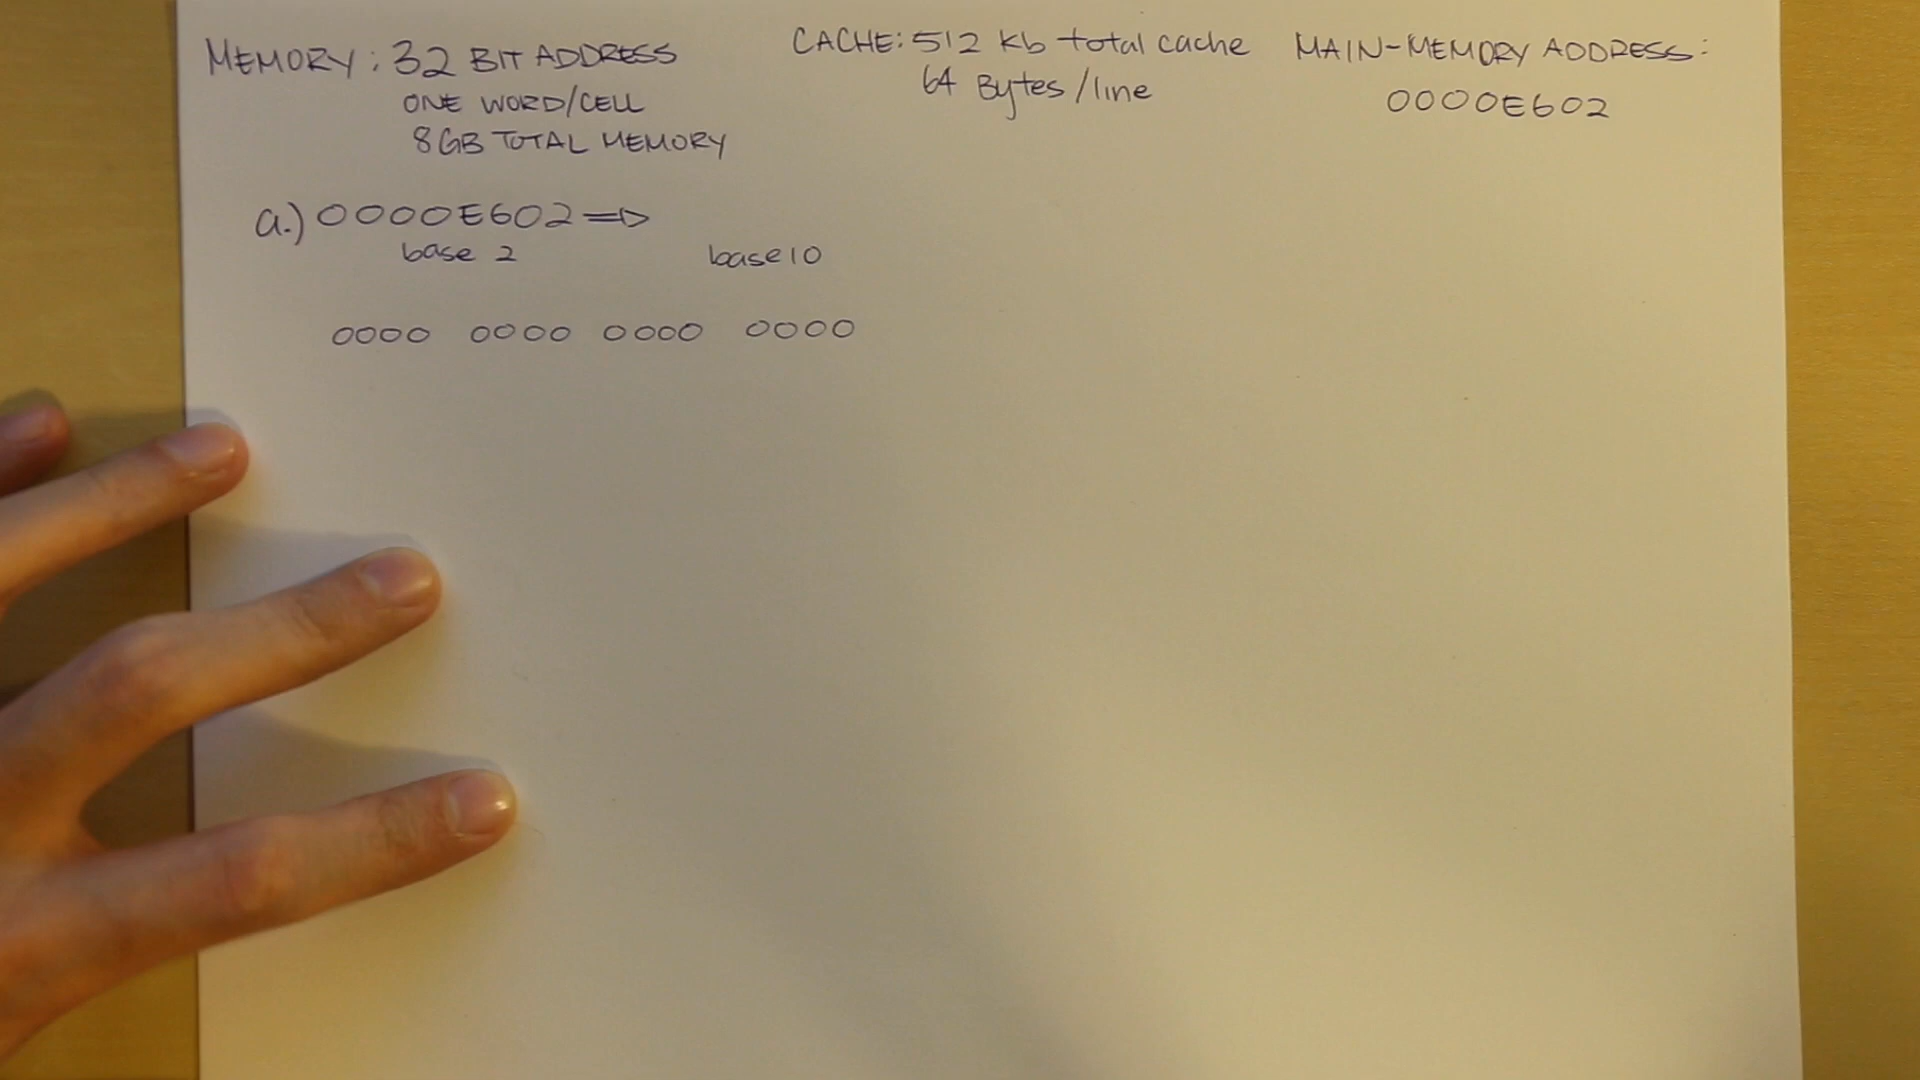 MEMORY: 32 BIT ADDRESS
ONE WORD/CELL
8GB TOTAL MEMORY
CACHE: 512 Kb total cache
64 Bytes/line
MAIN-MEMORY ADDRESS:
0000E602
a.) 0000E602 ⇒
base 2 base 10
0000 0000 0000 0000